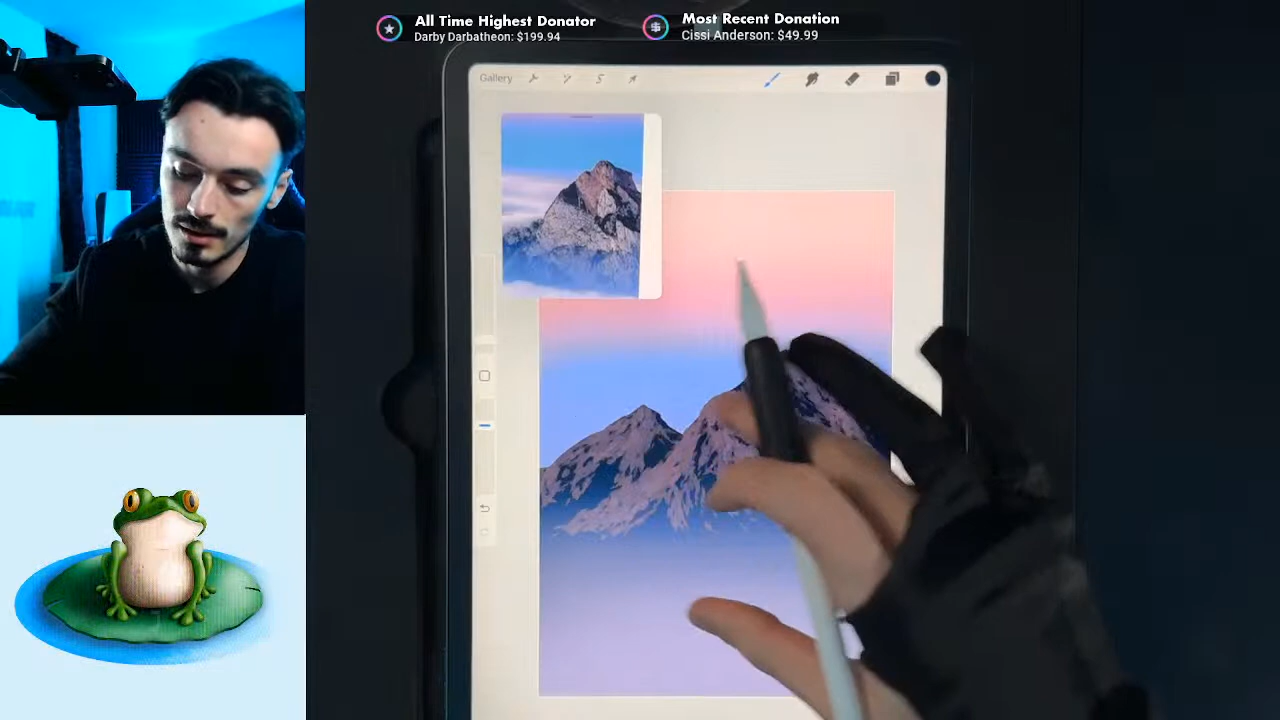 All Time Highest Donator
Darby Darbatheon: $199.94
Most Recent Donation
Cissi Anderson: $49.99
Gallery